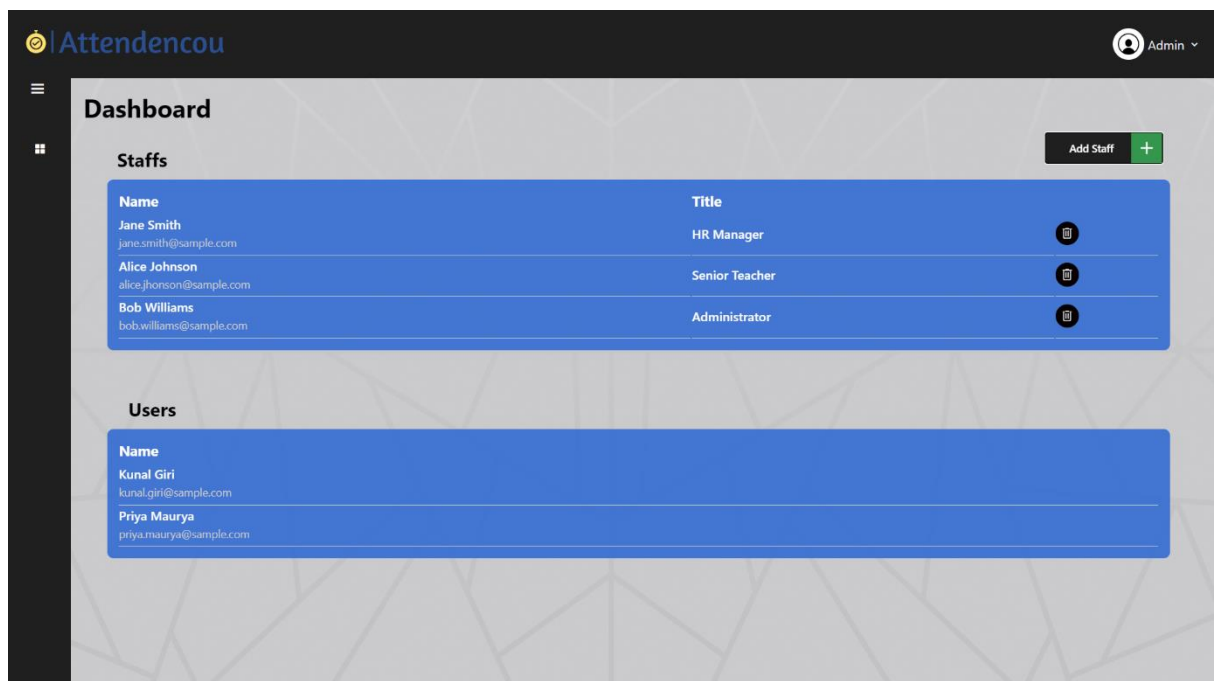 Attendencou
Admin
Dashboard
Staffs
Add Staff +
Name Title
Jane Smith
jane.smith@sample.com
HR Manager
Alice Johnson
alice.jhonson@sample.com
Senior Teacher
Bob Williams
bob.williams@sample.com
Administrator
Users
Name
Kunal Giri
kunal.giri@sample.com
Priya Maurya
priya.maurya@sample.com